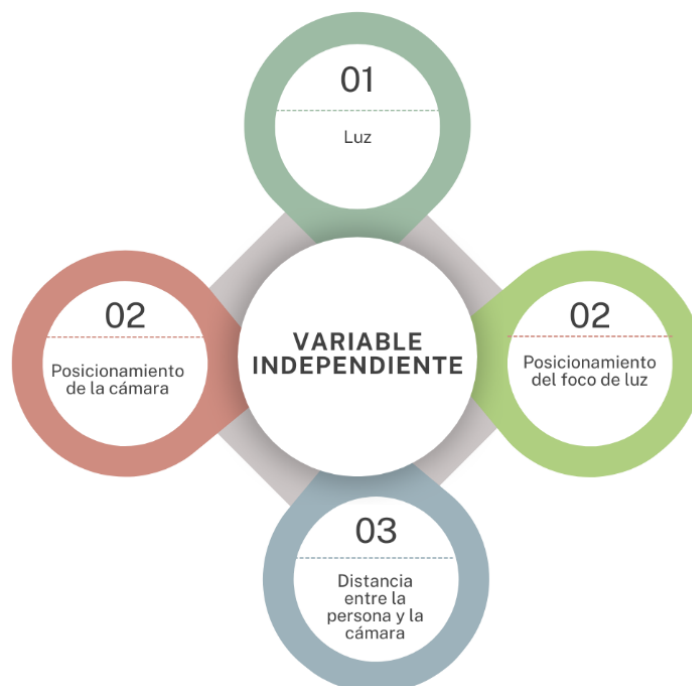 01
Luz
02
Posicionamiento
de la cámara
VARIABLE
INDEPENDIENTE
02
Posicionamiento
del foco de luz
03
Distancia
entre la
persona y la
cámara